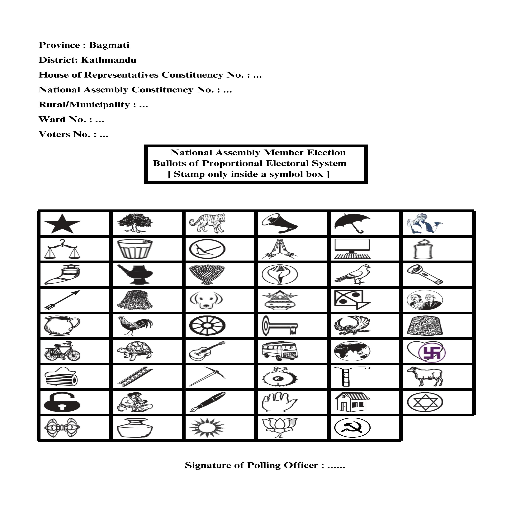 Province : Bagmati
District: Kathmandu
House of Representatives Constituency No. : ...
National Assembly Constituency No. : ...
Rural/Municipality : ...
Ward No. : ...
Voters No. : ...
National Assembly Member Election
Ballots of Proportional Electoral System
[ Stamp only inside a symbol box ]
Signature of Polling Officer : ......